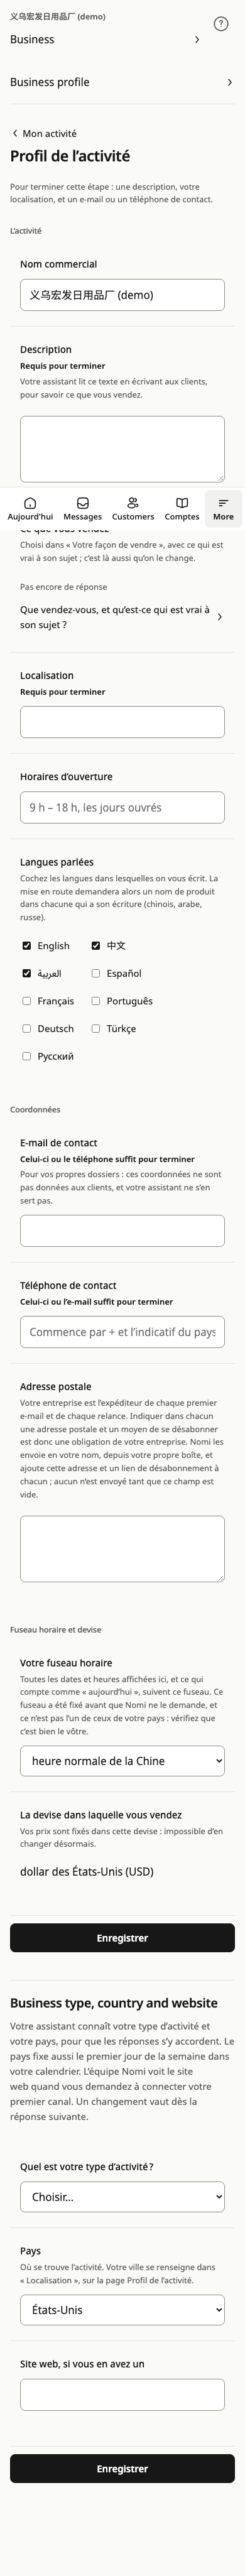 义乌宏发日用品厂 (demo)
Business
Business profile
Mon activité
Profil de l’activité
Pour terminer cette étape : une description, votre
localisation, et un e-mail ou un téléphone de contact.
L’activité
Nom commercial
义乌宏发日用品厂 (demo)
Description
Requis pour terminer
Votre assistant lit ce texte en écrivant aux clients,
pour savoir ce que vous vendez.
Aujourd'hui
Messages
Customers
Comptes
More
Ce que vous vendez
Choisi dans « Votre façon de vendre », avec ce qui est
vrai à son sujet ; c’est là aussi qu’on le change.
Pas encore de réponse
Que vendez-vous, et qu’est-ce qui est vrai à
son sujet ?
Localisation
Requis pour terminer
Horaires d’ouverture
9 h – 18 h, les jours ouvrés
Langues parlées
Cochez les langues dans lesquelles on vous écrit. La
mise en route demandera alors un nom de produit
dans chacune qui a son écriture (chinois, arabe,
russe).
English
中文
العربية
Español
Français
Português
Deutsch
Türkçe
Русский
Coordonnées
E-mail de contact
Celui-ci ou le téléphone suffit pour terminer
Pour vos propres dossiers : ces coordonnées ne sont
pas données aux clients, et votre assistant ne s’en
sert pas.
Téléphone de contact
Celui-ci ou l’e-mail suffit pour terminer
Commence par + et l’indicatif du pays
Adresse postale
Votre entreprise est l’expéditeur de chaque premier
e-mail et de chaque relance. Indiquer dans chacun
une adresse postale et un moyen de se désabonner
est donc une obligation de votre entreprise. Nomi les
envoie en votre nom, depuis votre propre boîte, et
ajoute cette adresse et un lien de désabonnement à
chacun ; aucun n’est envoyé tant que ce champ est
vide.
Fuseau horaire et devise
Votre fuseau horaire
Toutes les dates et heures affichées ici, et ce qui
compte comme « aujourd’hui », suivent ce fuseau. Ce
fuseau a été fixé avant que Nomi ne le demande, et
ce n’est pas l’un de ceux de votre pays : vérifiez que
c’est bien le vôtre.
heure normale de la Chine
La devise dans laquelle vous vendez
Vos prix sont fixés dans cette devise : impossible d’en
changer désormais.
dollar des États-Unis (USD)
Enregistrer
Business type, country and website
Votre assistant connaît votre type d’activité et
votre pays, pour que les réponses s’y accordent. Le
pays fixe aussi le premier jour de la semaine dans
votre calendrier. L’équipe Nomi voit le site
web quand vous demandez à connecter votre
premier canal. Un changement vaut dès la
réponse suivante.
Quel est votre type d’activité ?
Choisir…
Pays
Où se trouve l’activité. Votre ville se renseigne dans
« Localisation », sur la page Profil de l’activité.
États-Unis
Site web, si vous en avez un
Enregistrer